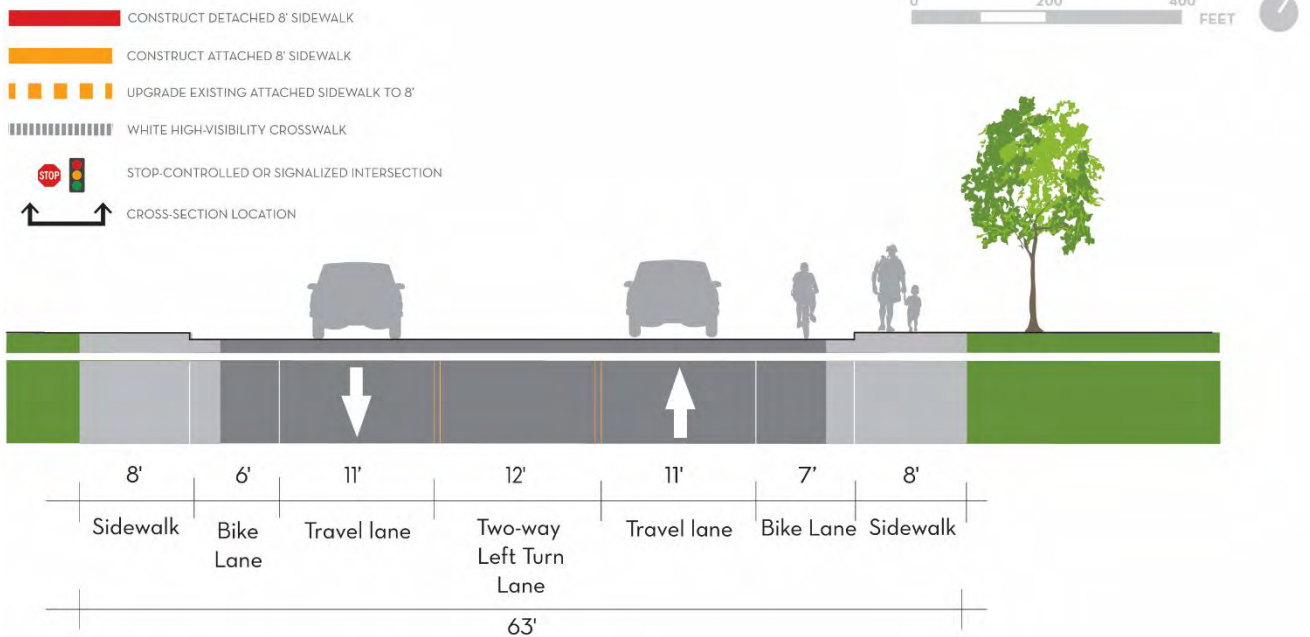 CONSTRUCT DETACHED 8' SIDEWALK
CONSTRUCT ATTACHED 8' SIDEWALK
UPGRADE EXISTING ATTACHED SIDEWALK TO 8'
WHITE HIGH-VISIBILITY CROSSWALK
STOP
STOP-CONTROLLED OR SIGNALIZED INTERSECTION
CROSS-SECTION LOCATION
0 200 400
FEET
8' 6' 11' 12' 11' 7' 8'
Sidewalk Bike Travel lane Two-way Travel lane Bike Lane Sidewalk
Lane Left Turn
Lane
63'